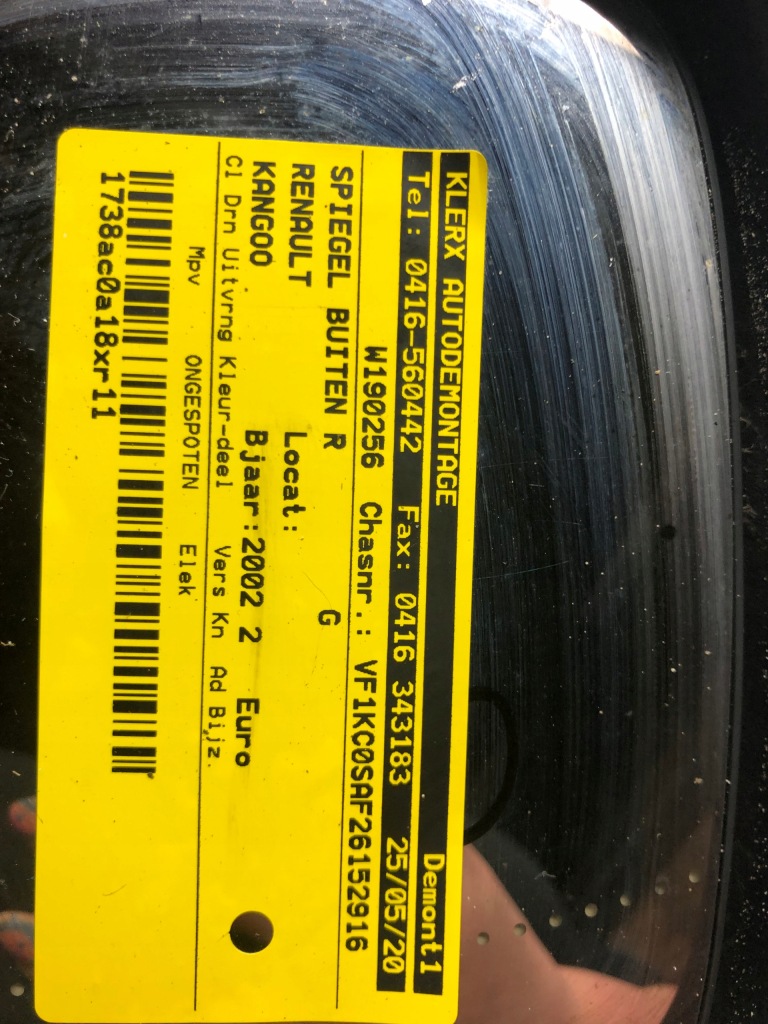 KLERX AUTODEMONTAGE Demont1
Tel: 0416-560442 Fax: 0416 343183 25/05/20
W190256 Chasnr.: VF1KC0SAF26152916
SPIEGEL BUITEN R G
RENAULT Locat:
KANGOO Bjaar:2002 2 Euro
Cl Drn Uitvrng Kleur-deel Vers Kn Ad Bijz.
Mpv ONGESPOTEN Elek
1738ac0a18xr11